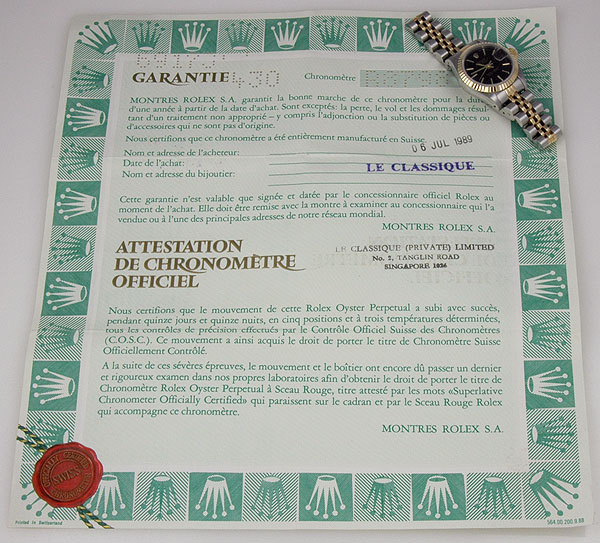 GARANTIE 430 Chronomètre
MONTRES ROLEX S.A. garantit la bonne marche de ce chronomètre pour la durée
d'une année à partir de la date d'achat. Sont exceptés: la perte, le vol et les dommages résul-
tant d'un traitement non approprié – y compris l'adjonction ou la substitution de pièces ou
d'accessoires qui ne sont pas d'origine.
Nous certifions que ce chronomètre a été entièrement manufacturé en Suisse.
Nom et adresse de l'acheteur:
Date de l'achat: 06 JUL 1989
Nom et adresse du bijoutier: LE CLASSIQUE
Cette garantie n'est valable que signée et datée par le concessionnaire officiel Rolex au
moment de l'achat. Elle doit être remise avec la montre à examiner au concessionnaire qui l'a
vendue ou à l'une des principales adresses de notre réseau mondial.
MONTRES ROLEX S.A.
LE CLASSIQUE (PRIVATE) LIMITED
No. 2, TANGLIN ROAD
SINGAPORE 1024
ATTESTATION
DE CHRONOMÈTRE
OFFICIEL
Nous certifions que le mouvement de cette Rolex Oyster Perpetual a subi avec succès,
pendant quinze jours et quinze nuits, en cinq positions et à trois températures déterminées,
tous les contrôles de précision effectués par le Contrôle Officiel Suisse des Chronomètres
(C.O.S.C.). Ce mouvement a ainsi acquis le droit de porter le titre de Chronomètre Suisse
Officiellement Contrôlé.
A la suite de ces sévères épreuves, le mouvement et le boîtier ont encore dû passer un dernier
et rigoureux examen dans nos propres laboratoires afin d'obtenir le droit de porter le titre de
Chronomètre Rolex Oyster Perpetual à Sceau Rouge, titre attesté par les mots «Superlative
Chronometer Officially Certified» qui paraissent sur le cadran et par le Sceau Rouge Rolex
qui accompagne ce chronomètre.
MONTRES ROLEX S.A.
SWISS
Printed in Switzerland
564.00.200.9.88